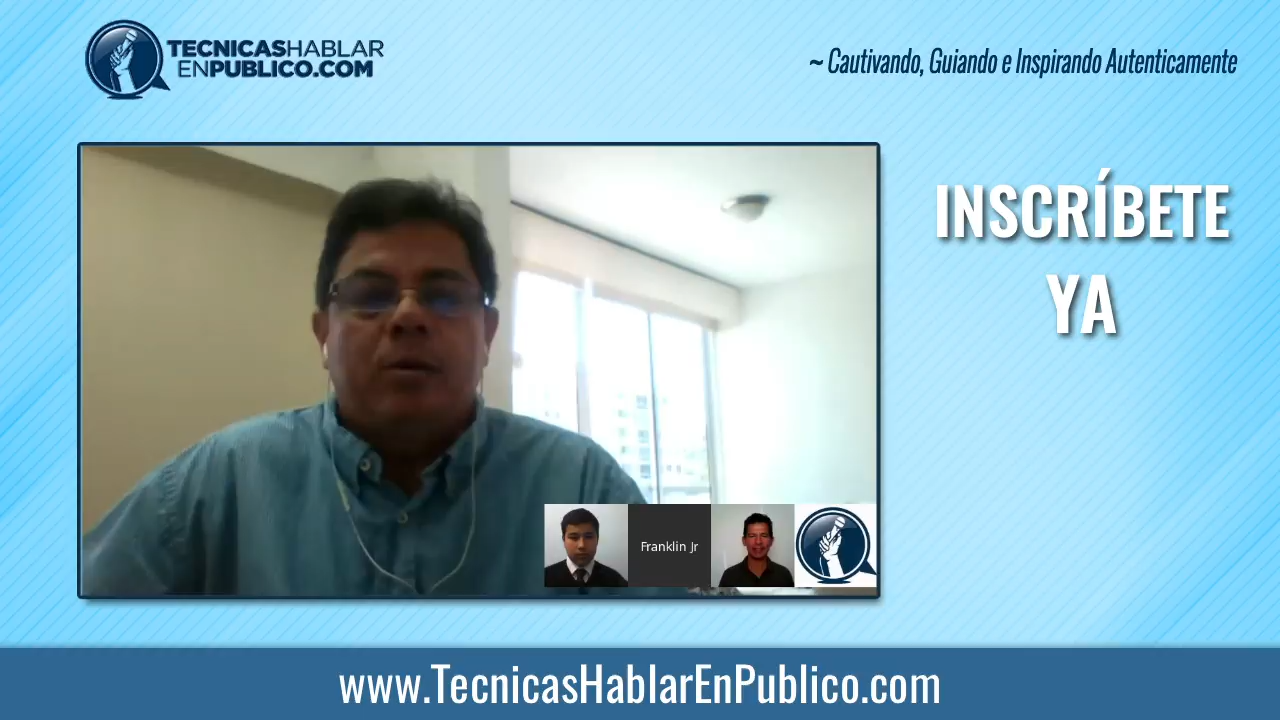 TECNICASHABLAR
ENPUBLICO.COM
~ Cautivando, Guiando e Inspirando Autenticamente
INSCRÍBETE
YA
Franklin Jr
www.TecnicasHablarEnPublico.com